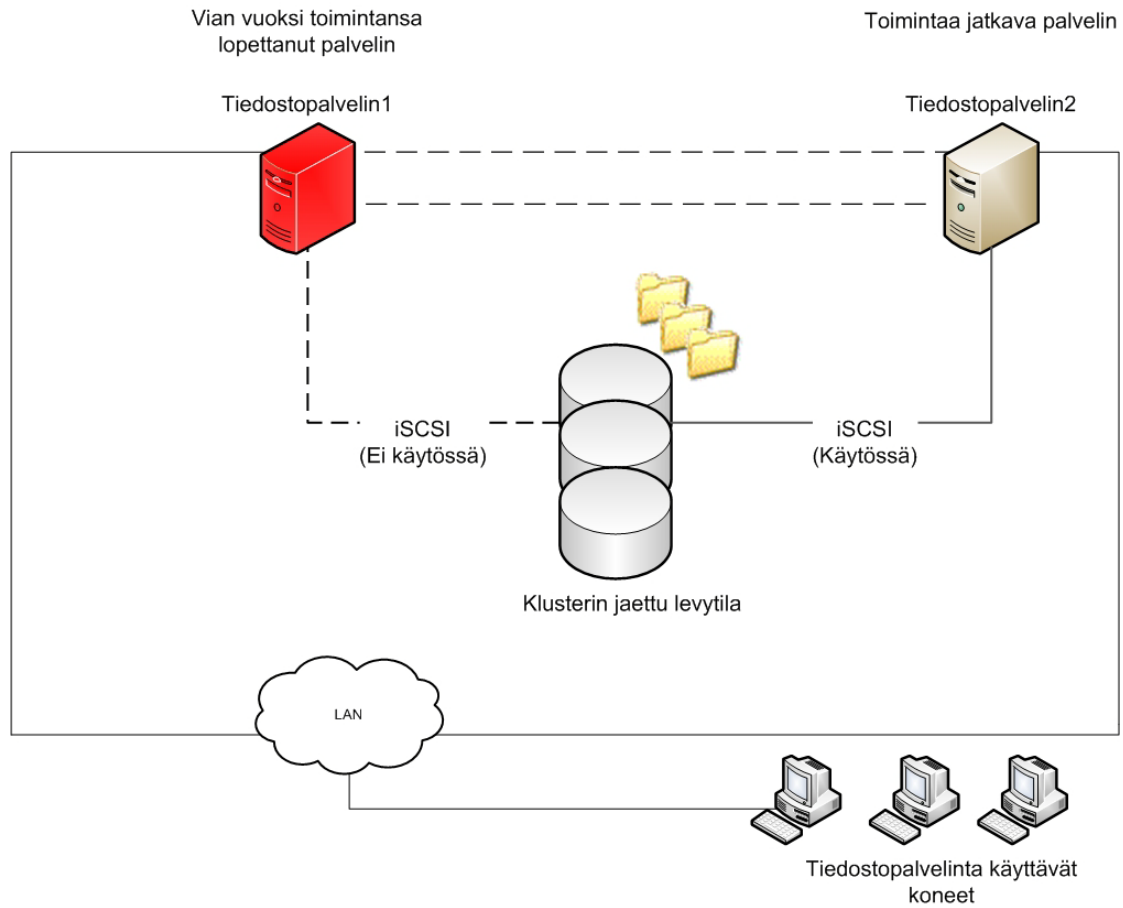 Vian vuoksi toimintansa
lopettanut palvelin
Toimintaa jatkava palvelin
Tiedostopalvelin1
Tiedostopalvelin2
iSCSI
(Ei käytössä)
iSCSI
(Käytössä)
Klusterin jaettu levytila
LAN
Tiedostopalvelinta käyttävät
koneet